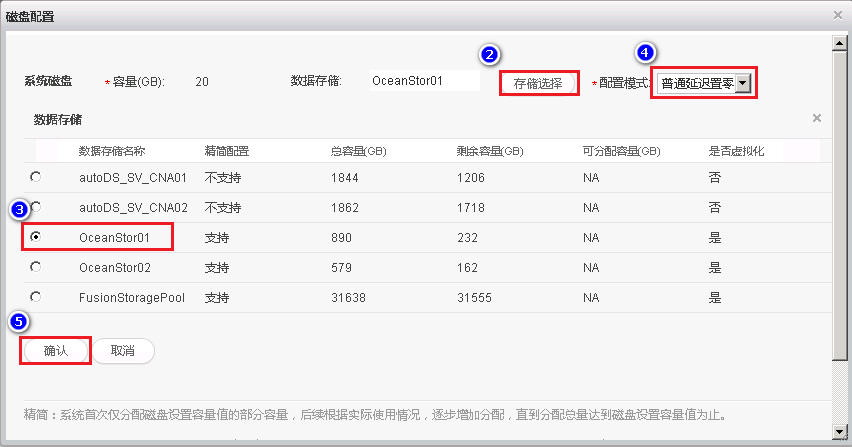 磁盘配置
② ④
系统磁盘 *容量(GB): 20 数据存储: OceanStor01 存储选择 *配置模式: 普通延迟置零
数据存储
数据存储名称 精简配置 总容量(GB) 剩余容量(GB) 可分配容量(GB) 是否虚拟化
autoDS_SV_CNA01 不支持 1844 1206 NA 否
③ autoDS_SV_CNA02 不支持 1862 1718 NA 否
OceanStor01 支持 890 232 NA 是
OceanStor02 支持 579 162 NA 是
FusionStoragePool 支持 31638 31555 NA 是
⑤
确认 取消
精简：系统首次仅分配磁盘设置容量值的部分容量，后续根据实际使用情况，逐步增加分配，直到分配总量达到磁盘设置容量值为止。